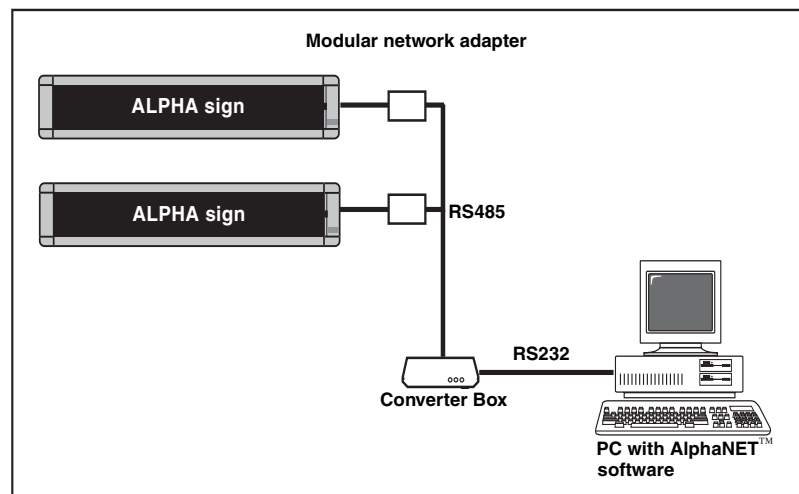 Modular network adapter
ALPHA sign
ALPHA sign
RS485
RS232
Converter Box
PC with AlphaNET™
software